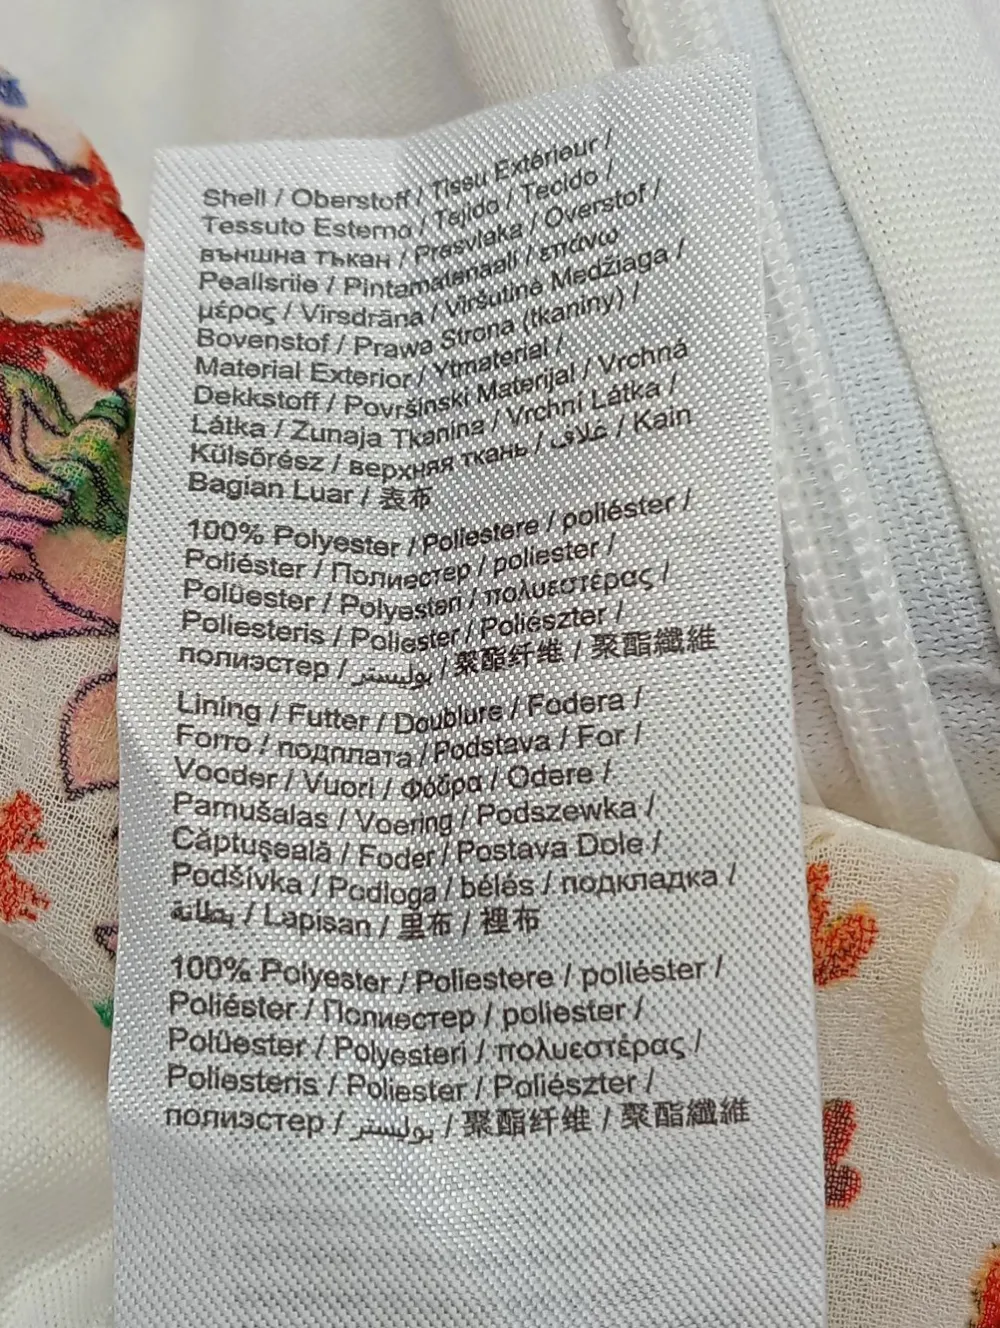 Shell / Oberstoff / Tissu Extérieur /
Tessuto Esterno / Tejido / Tecido /
външна тъкан / Presvlaka / Overstof /
Pealisriie / Pintamateriaali / επάνω
μέρος / Virsdrāna / Viršutinė Medžiaga /
Bovenstof / Prawa Strona (tkaniny) /
Material Exterior / Ytmaterial /
Dekkstoff / Površinski Materijal / Vrchná
Látka / Zunaja Tkanina / Vrchní Látka /
Külsőrész / верхняя ткань / غلاف / Kain
Bagian Luar / 表布
100% Polyester / Poliestere / poliéster /
Poliéster / Полиестер / poliester /
Polüester / Polyesteri / πολυεστέρας /
Poliesteris / Poliester / Poliészter /
полиэстер / بوليستر / 聚酯纤维 / 聚酯纖維
Lining / Futter / Doublure / Fodera /
Forro / подплата / Podstava / For /
Vooder / Vuori / Φόδρα / Odere /
Pamušalas / Voering / Podszewka /
Căptuşeală / Foder / Postava Dole /
Podšívka / Podloga / bélés / подкладка /
بطانة / Lapisan / 里布 / 裡布
100% Polyester / Poliestere / poliéster /
Poliéster / Полиестер / poliester /
Polüester / Polyesteri / πολυεστέρας /
Poliesteris / Poliester / Poliészter /
полиэстер / بوليستر / 聚酯纤维 / 聚酯纖維